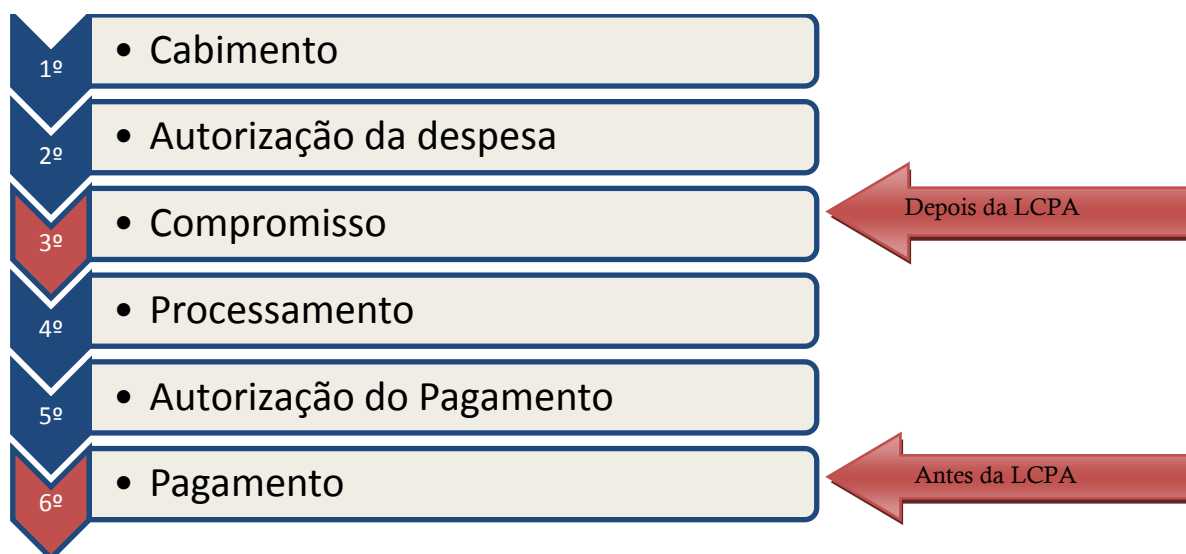 1º
• Cabimento
2º
• Autorização da despesa
3º
• Compromisso
Depois da LCPA
4º
• Processamento
5º
• Autorização do Pagamento
6º
• Pagamento
Antes da LCPA